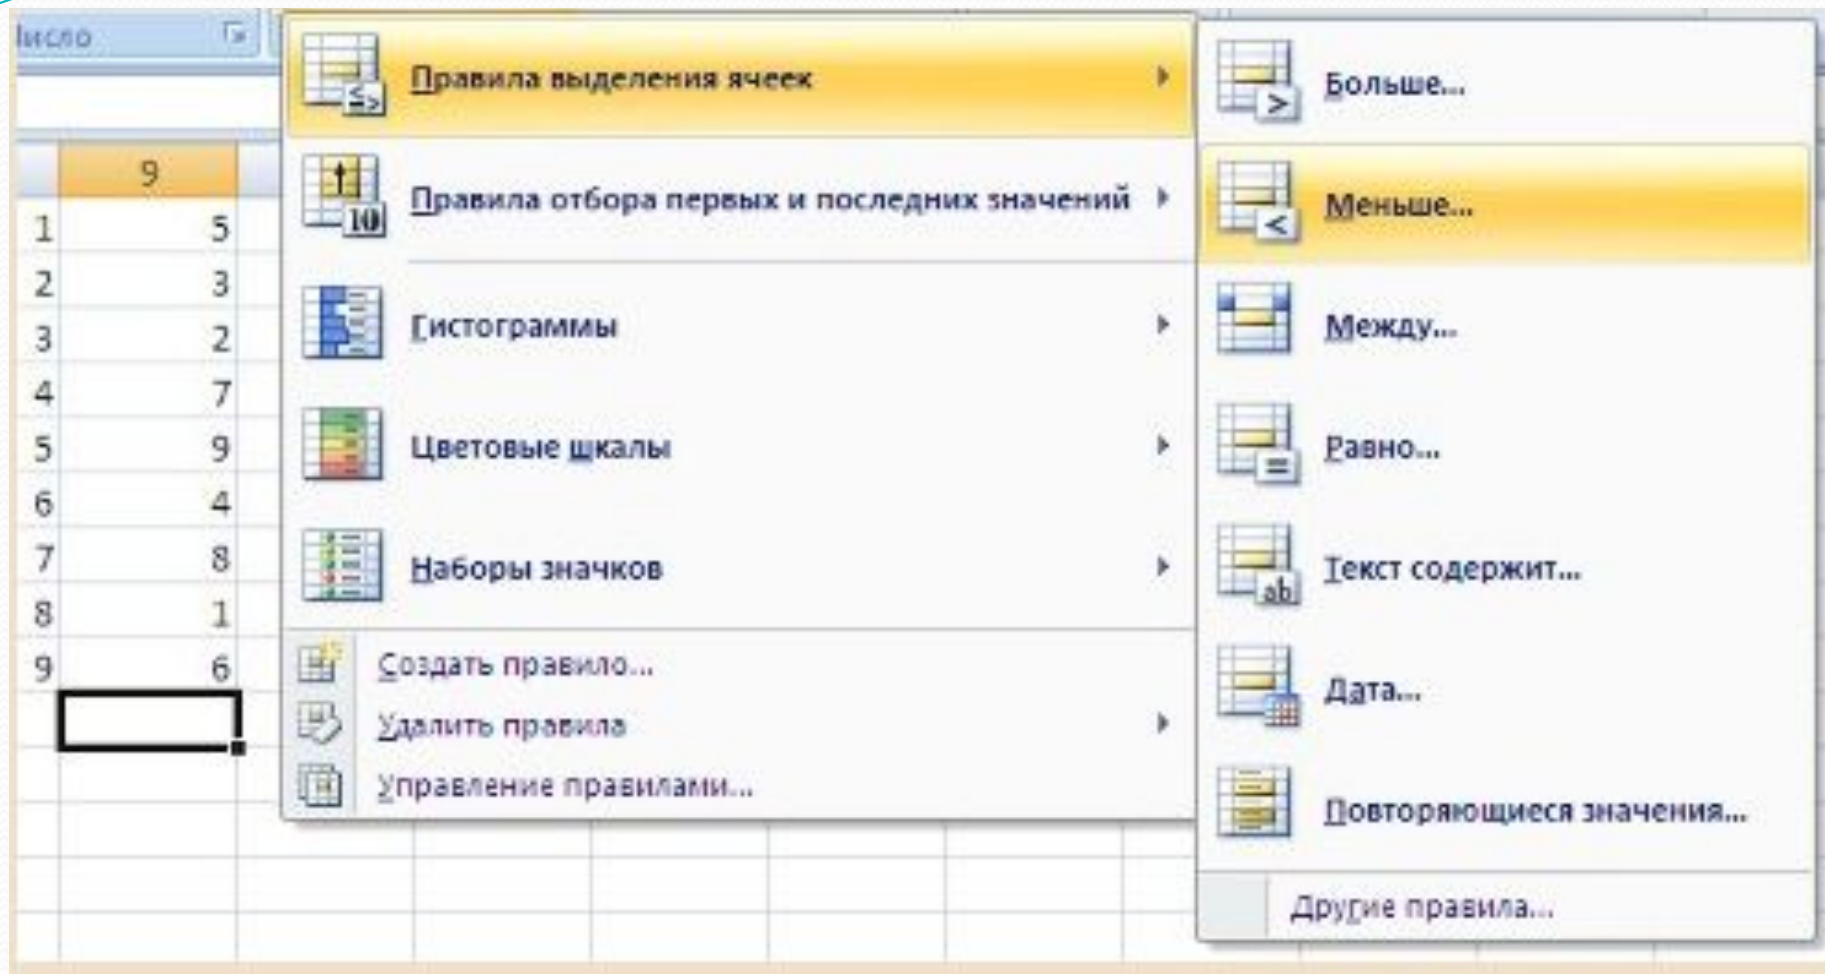 Число
9
1 5
2 3
3 2
4 7
5 9
6 4
7 8
8 1
9 6
Правила выделения ячеек
Правила отбора первых и последних значений
Гистограммы
Цветовые шкалы
Наборы значков
Создать правило...
Удалить правила
Управление правилами...
Больше...
Меньше...
Между...
Равно...
Текст содержит...
Дата...
Повторяющиеся значения...
Другие правила...